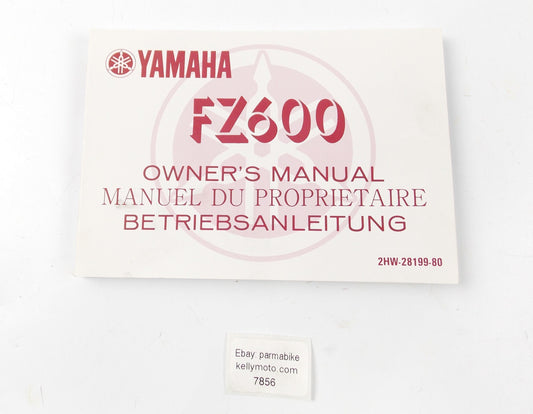 YAMAHA
FZ600
OWNER'S MANUAL
MANUEL DU PROPRIETAIRE
BETRIEBSANLEITUNG
2HW-28199-80
Ebay parmabike
kellymoto com
7856